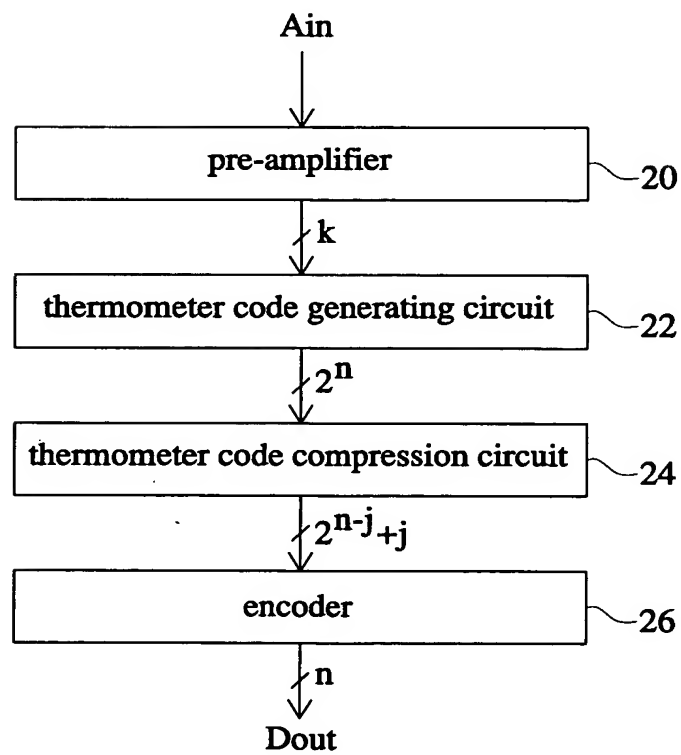 Ain
pre-amplifier
20
k
thermometer code generating circuit
22
2^n
thermometer code compression circuit
24
2^{n-j}+j
encoder
26
n
Dout